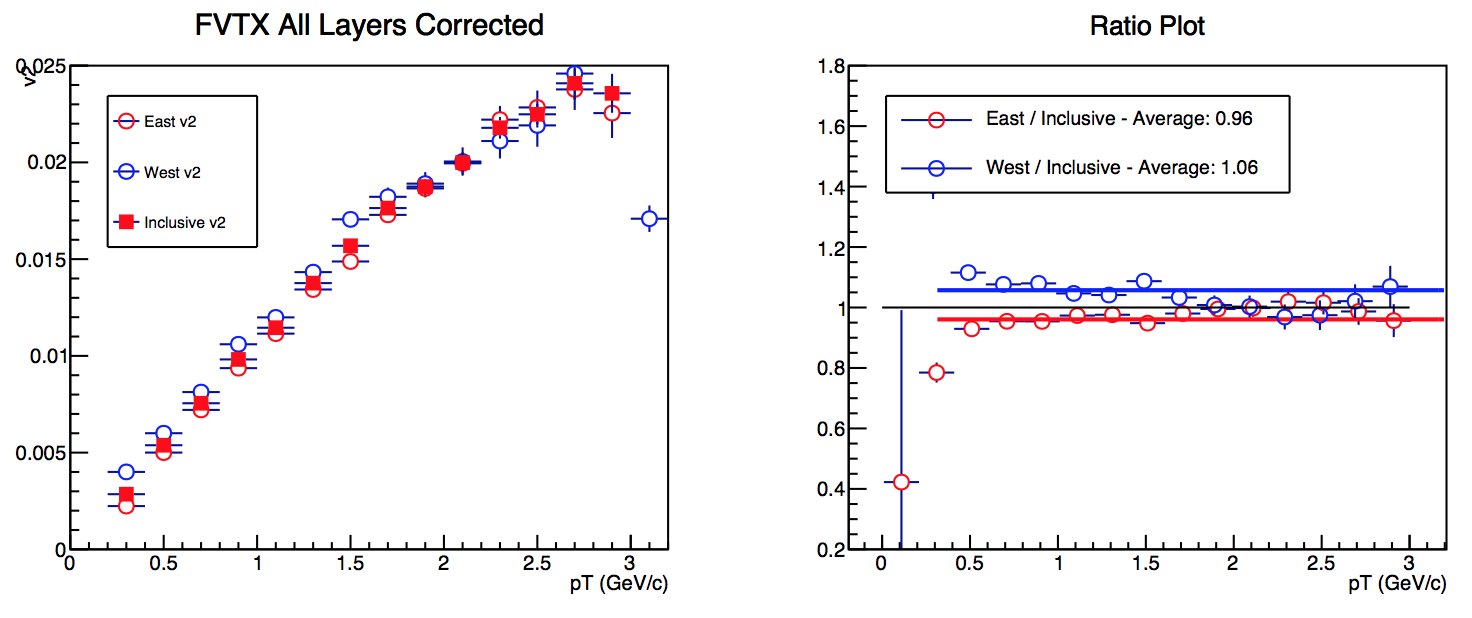 FVTX All Layers Corrected
v2
0.025
0.02
0.015
0.01
0.005
0
East v2
West v2
Inclusive v2
0 0.5 1 1.5 2 2.5 3
pT (GeV/c)
Ratio Plot
1.8
1.6
1.4
1.2
1
0.8
0.6
0.4
0.2
East / Inclusive - Average: 0.96
West / Inclusive - Average: 1.06
0 0.5 1 1.5 2 2.5 3
pT (GeV/c)